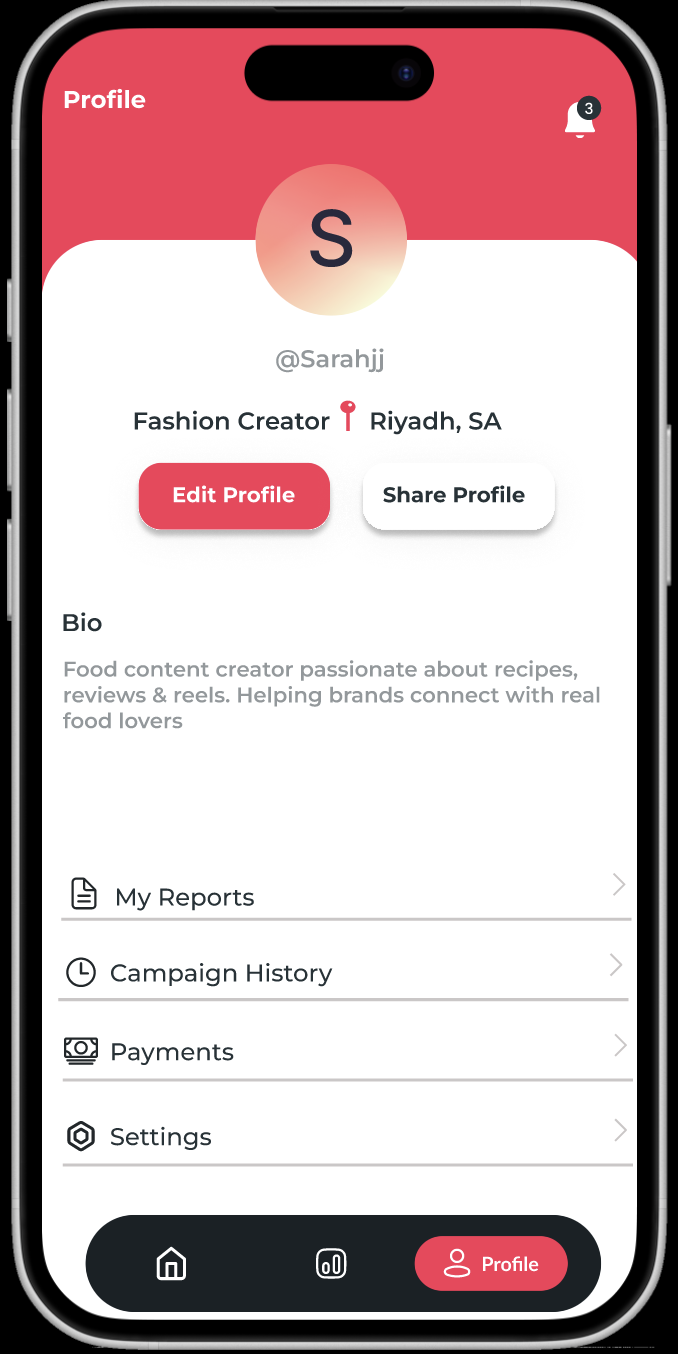 Profile
3
S
@Sarahjj
Fashion Creator Riyadh, SA
Edit Profile Share Profile
Bio
Food content creator passionate about recipes,
reviews & reels. Helping brands connect with real
food lovers
My Reports
Campaign History
Payments
Settings
Profile